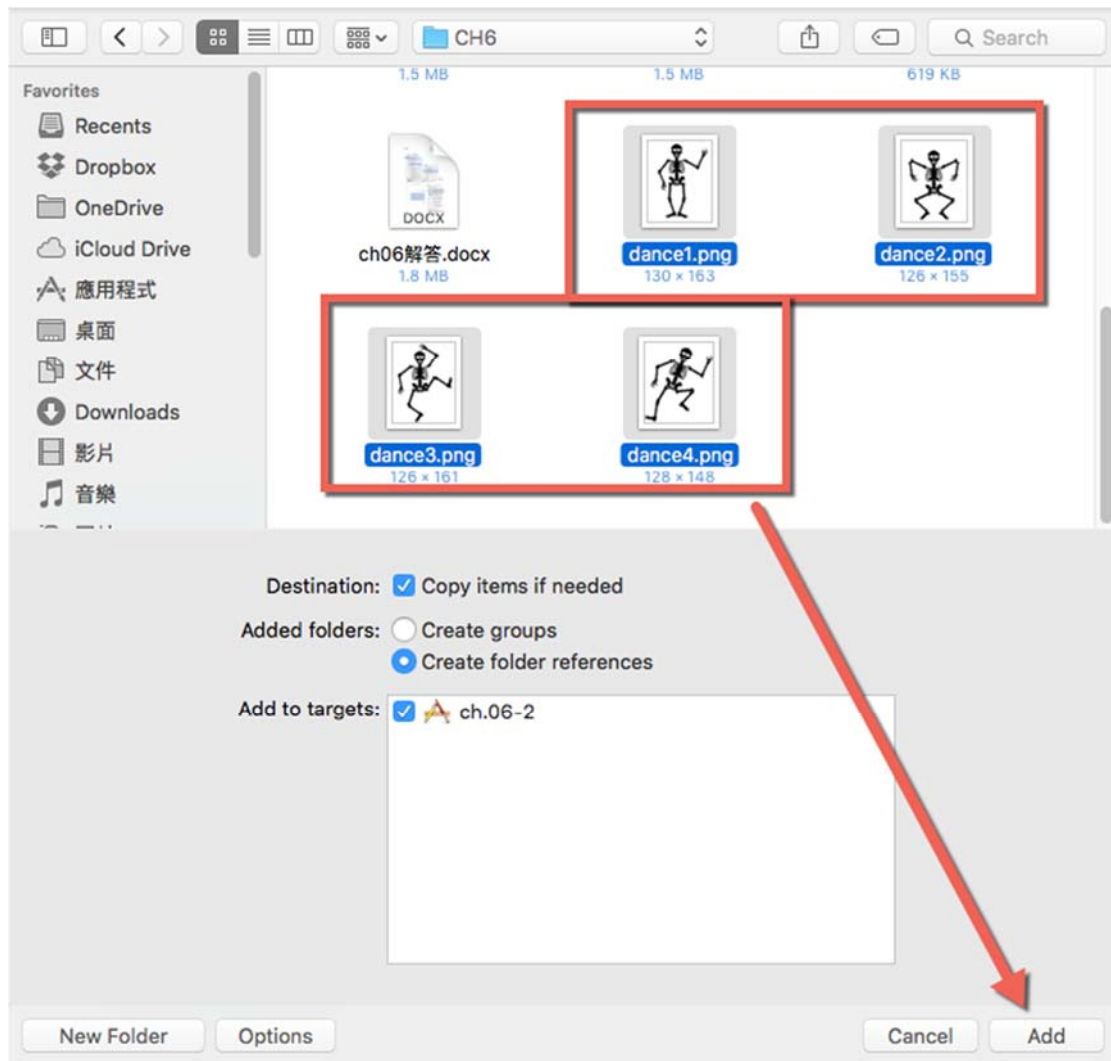 CH6
Search
Favorites
Recents
Dropbox
OneDrive
iCloud Drive
應用程式
桌面
文件
Downloads
影片
音樂
1.5 MB
1.5 MB
619 KB
DOCX
ch06解答.docx
1.8 MB
dance1.png
130 × 163
dance2.png
126 × 155
dance3.png
126 × 161
dance4.png
128 × 148
Destination: Copy items if needed
Added folders: Create groups
Create folder references
Add to targets: ch.06-2
New Folder
Options
Cancel
Add